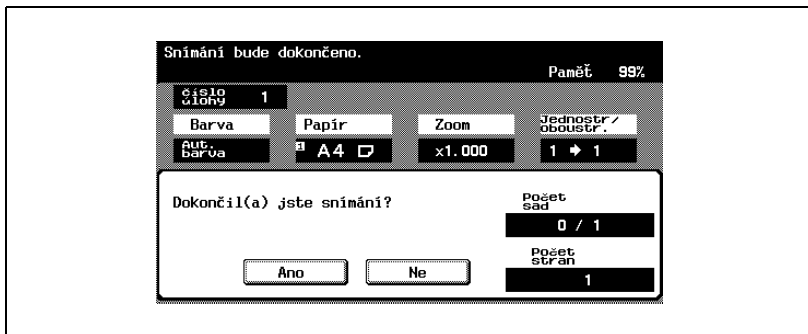 Snímání bude dokončeno.
Paměť 99%
číslo
úlohy 1
Barva Papír Zoom Jednostr/
oboustr.
Aut.
barva 1 A4 x1.000 1 → 1
Dokončil(a) jste snímání?
Počet
sad
0 / 1
Ano Ne
Počet
stran
1